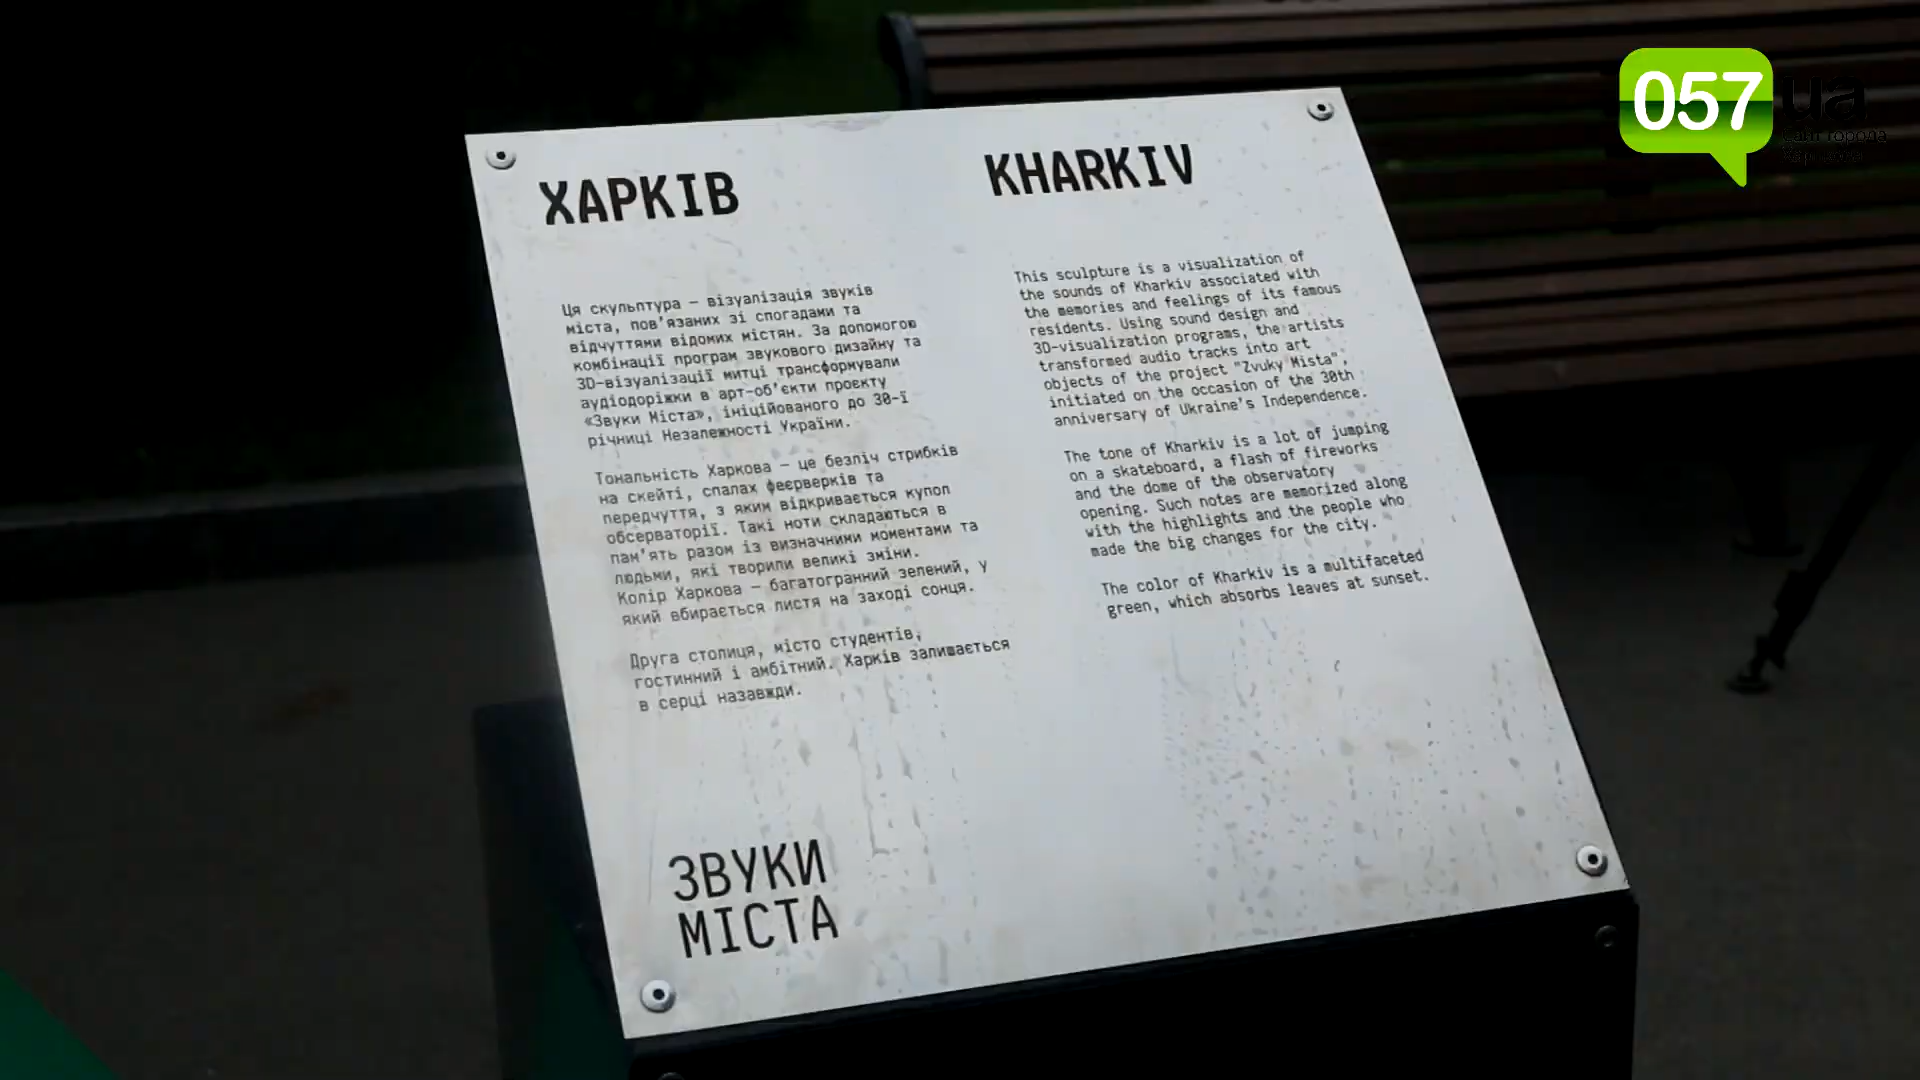 ХАРКІВ
Ця скульптура – візуалізація звуків
міста, пов'язаних зі спогадами та
відчуттями відомих містян. За допомогою
комбінації програм звукового дизайну та
3D-візуалізації митці трансформували
аудіодоріжки в арт-об'єкти проєкту
«Звуки Міста», ініційованого до 30-ї
річниці Незалежності України.
Тональність Харкова – це безліч стрибків
на скейті, спалах феєрверків та
передчуття, з яким відкривається купол
обсерваторії. Такі ноти складаються в
пам'ять разом із визначними моментами та
людьми, які творили великі зміни.
Колір Харкова – багатогранний зелений, у
який вбирається листя на заході сонця.
Друга столиця, місто студентів,
гостинний і амбітний. Харків залишається
в серці назавжди.
ЗВУКИ
МІСТА
KHARKIV
This sculpture is a visualization of
the sounds of Kharkiv associated with
the memories and feelings of its famous
residents. Using sound design and
3D-visualization programs, the artists
transformed audio tracks into art
objects of the project "Zvuky Mista",
initiated on the occasion of the 30th
anniversary of Ukraine's Independence.
The tone of Kharkiv is a lot of jumping
on a skateboard, a flash of fireworks
and the dome of the observatory
opening. Such notes are memorized along
with the highlights and the people who
made the big changes for the city.
The color of Kharkiv is a multifaceted
green, which absorbs leaves at sunset.
057 ua